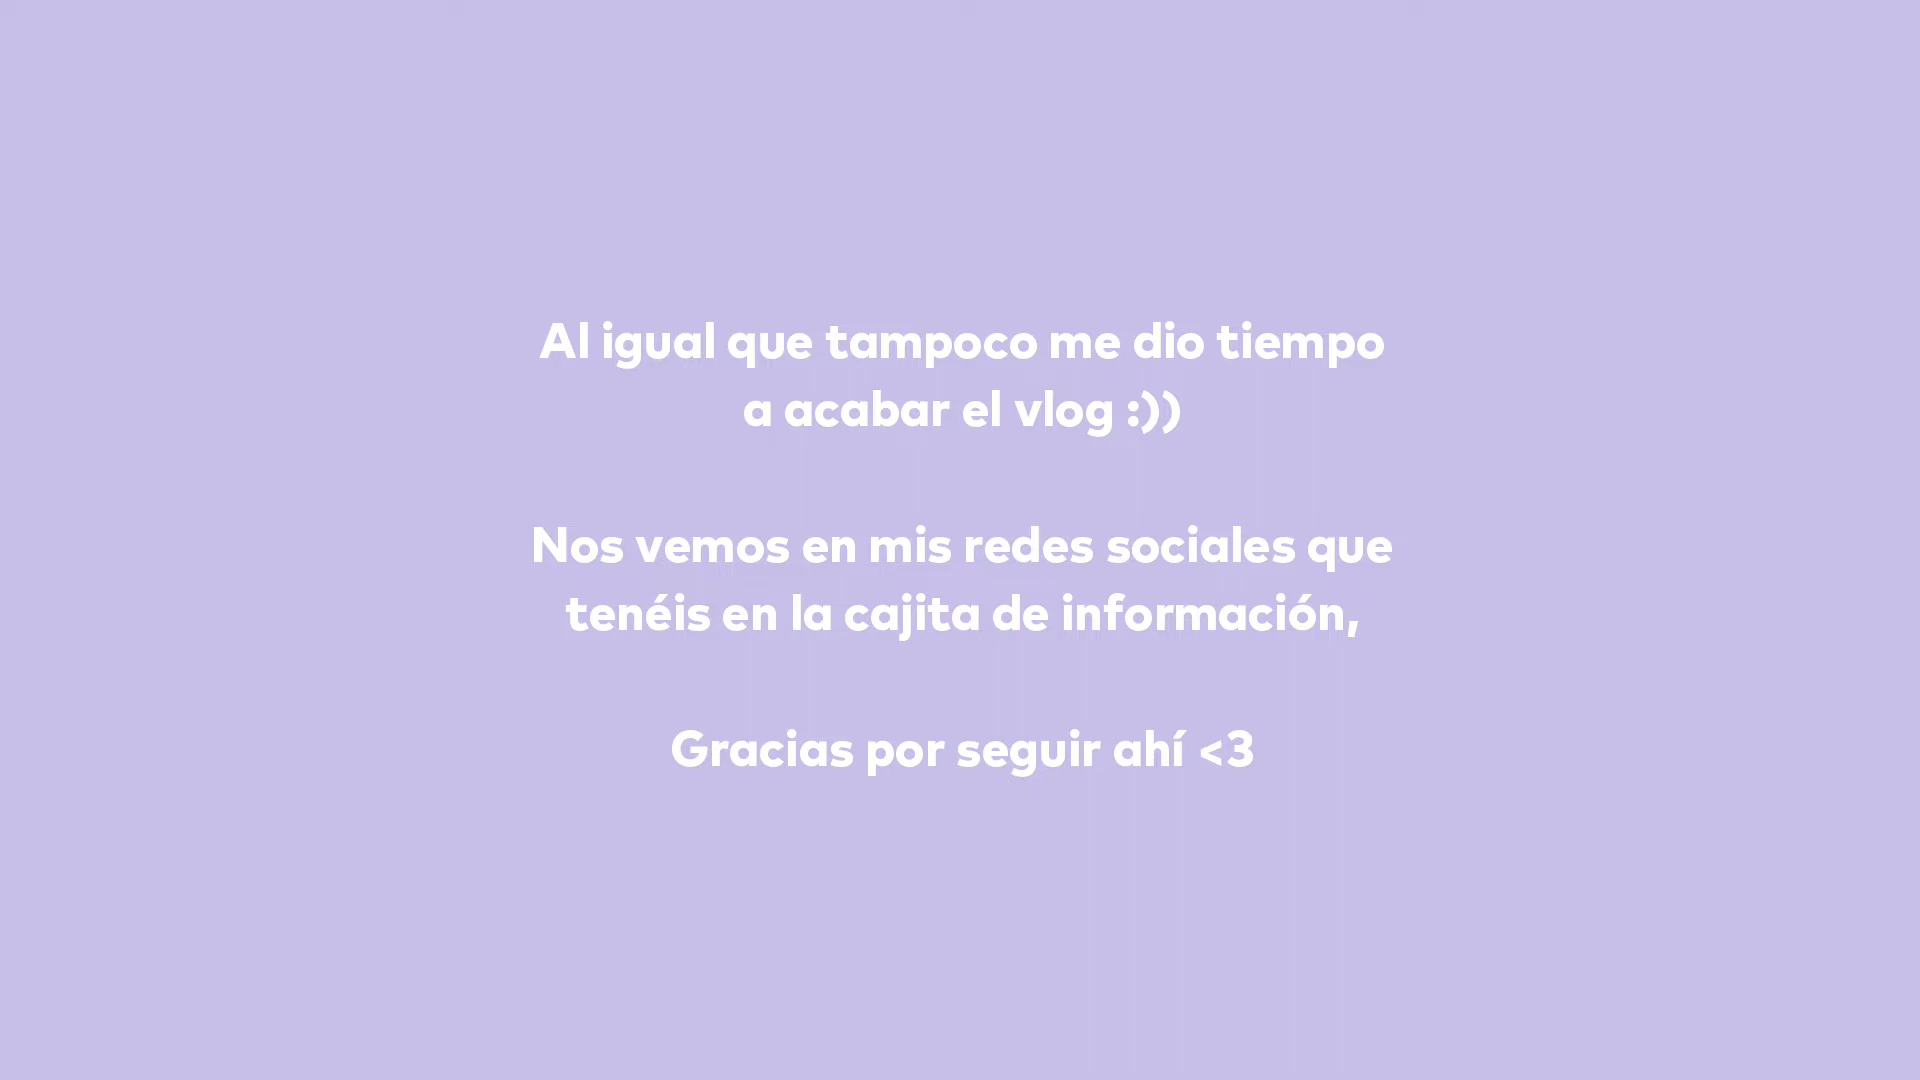 Al igual que tampoco me dio tiempo
a acabar el vlog :))
Nos vemos en mis redes sociales que
tenéis en la cajita de información,
Gracias por seguir ahí <3